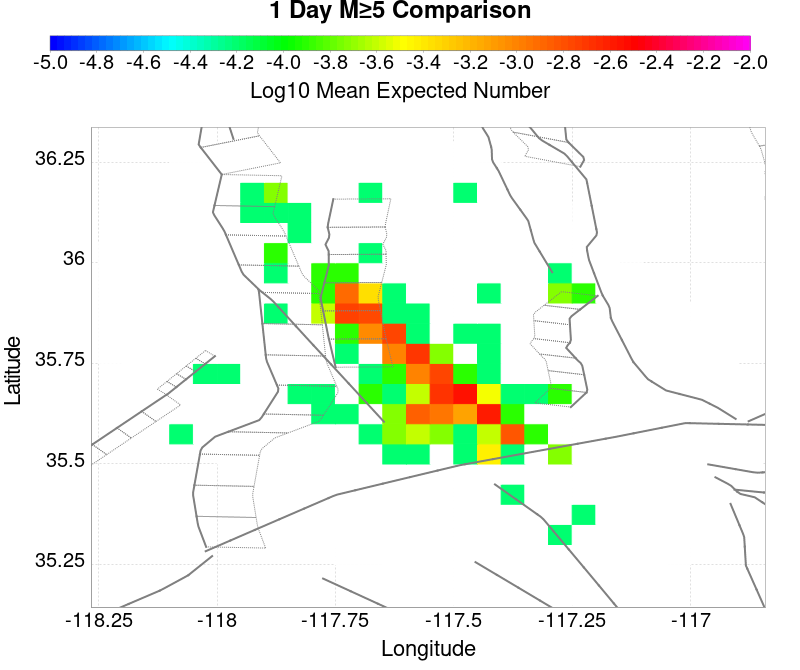 1 Day M≥5 Comparison
-5.0 -4.8 -4.6 -4.4 -4.2 -4.0 -3.8 -3.6 -3.4 -3.2 -3.0 -2.8 -2.6 -2.4 -2.2 -2.0
Log10 Mean Expected Number
36.25
36
35.75
35.5
35.25
Latitude
-118.25 -118 -117.75 -117.5 -117.25 -117
Longitude